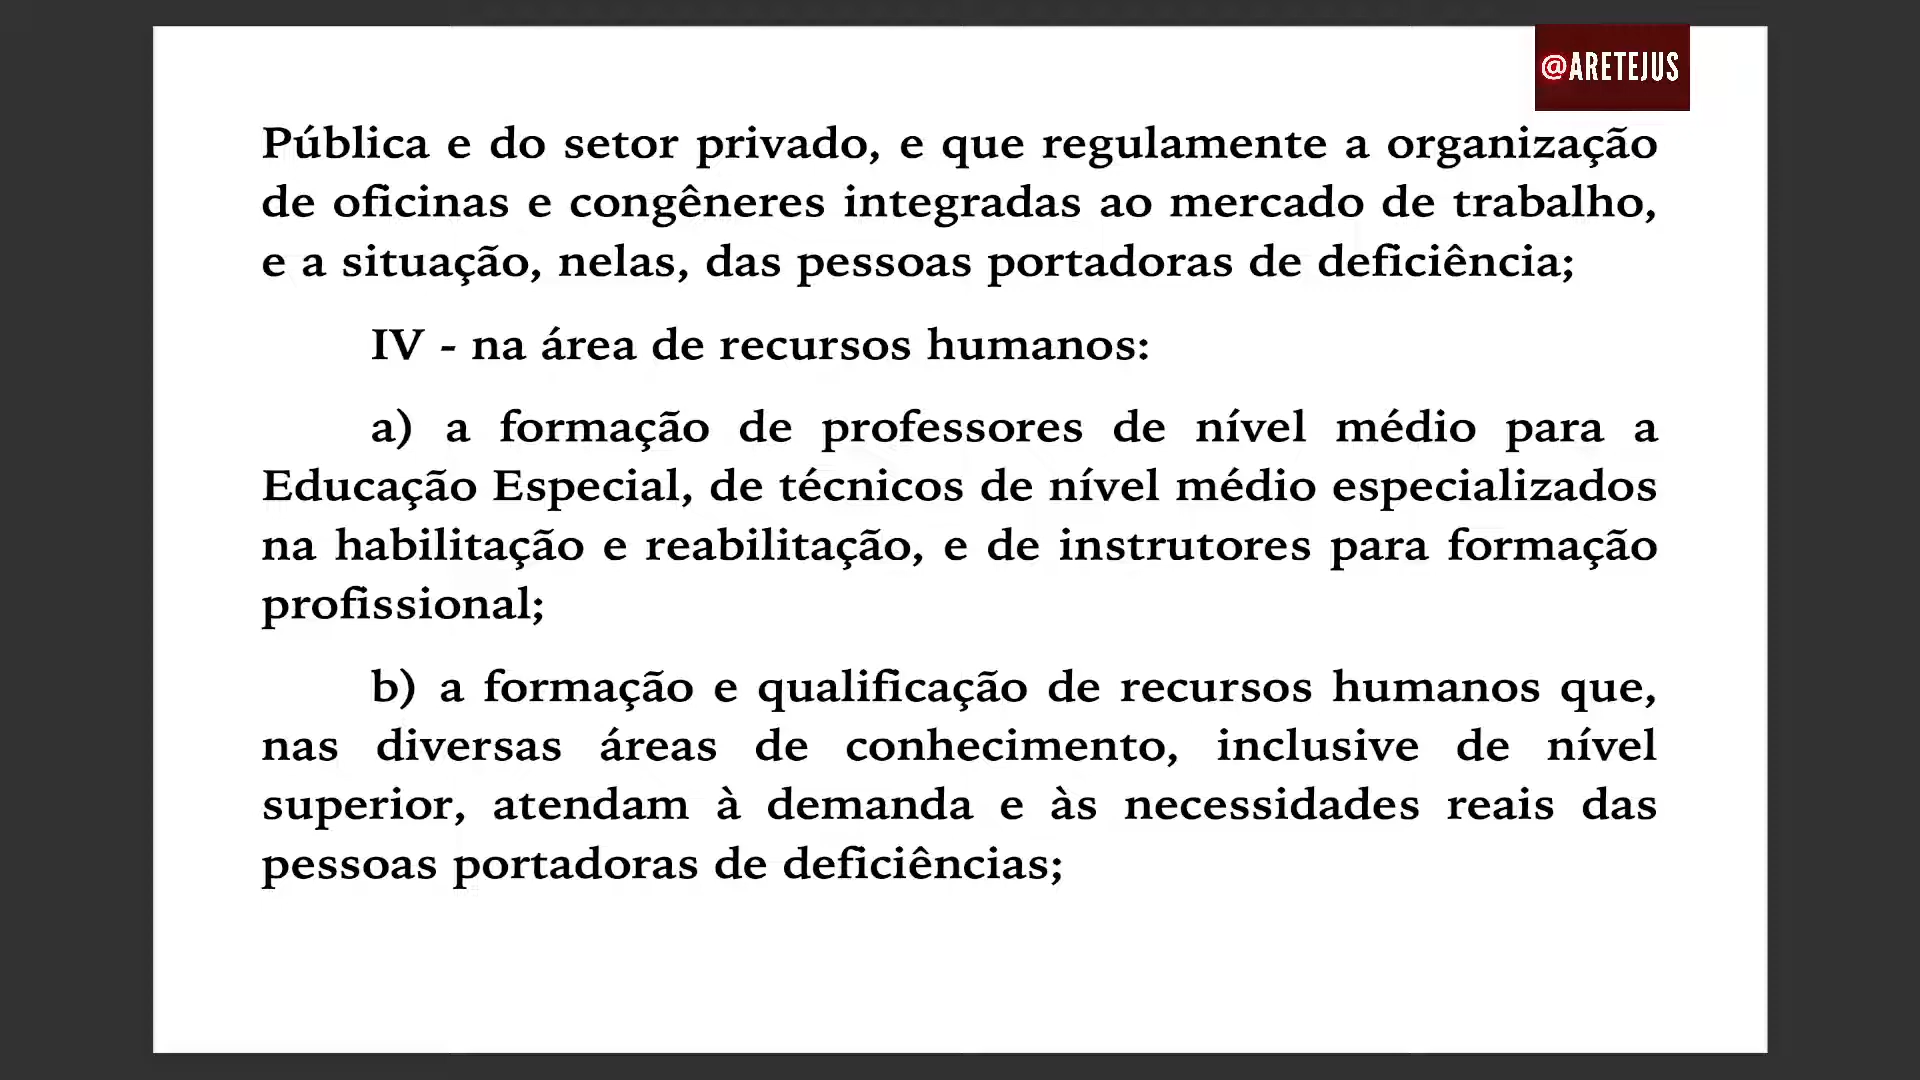 @ARETEJUS
Pública e do setor privado, e que regulamente a organização
de oficinas e congêneres integradas ao mercado de trabalho,
e a situação, nelas, das pessoas portadoras de deficiência;
IV - na área de recursos humanos:
a) a formação de professores de nível médio para a
Educação Especial, de técnicos de nível médio especializados
na habilitação e reabilitação, e de instrutores para formação
profissional;
b) a formação e qualificação de recursos humanos que,
nas diversas áreas de conhecimento, inclusive de nível
superior, atendam à demanda e às necessidades reais das
pessoas portadoras de deficiências;